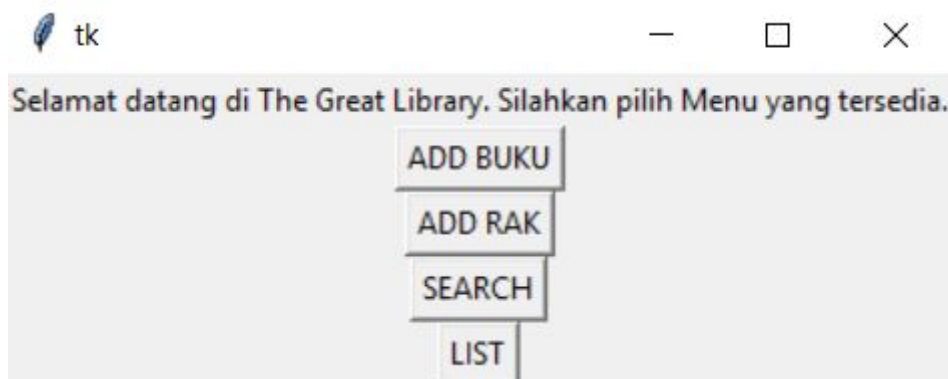 tk
Selamat datang di The Great Library. Silahkan pilih Menu yang tersedia.
ADD BUKU
ADD RAK
SEARCH
LIST